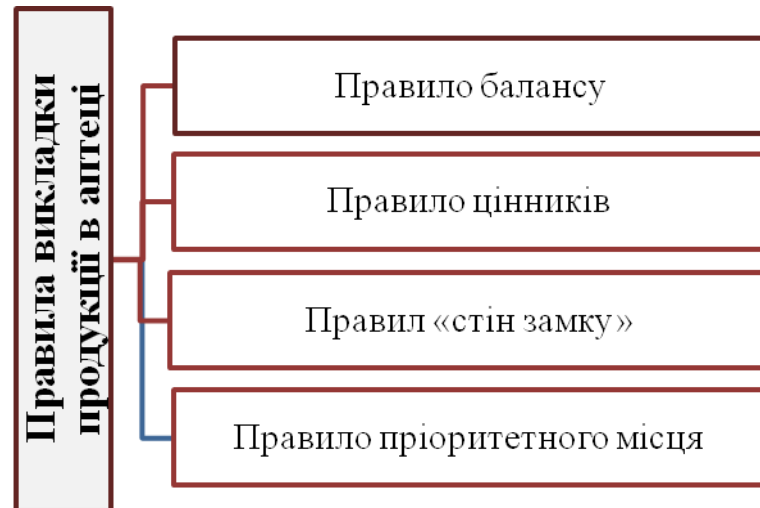 Правила викладки
продукції в аптеці
Правило балансу
Правило цінників
Правил «стін замку»
Правило пріоритетного місця